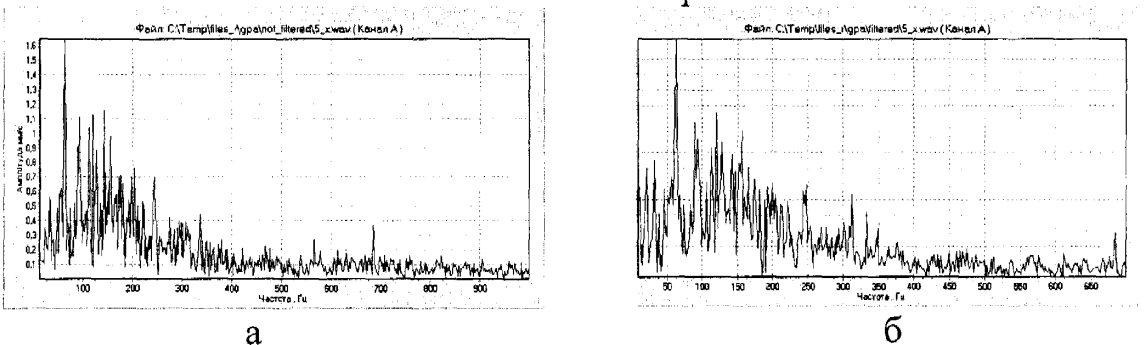 Файл: C:\Temp\files_r\gpa\not_filtered\5_x.wav (Канал А)
1,6
1,5
1,4
1,3
1,2
1,1
1
0,9
0,8
0,7
0,6
0,5
0,4
0,3
0,2
0,1
100 200 300 400 500 600 700 800 900
Частота, Гц
а
Файл: C:\Temp\files_r\gpa\filtered\5_x.wav (Канал А)
50 100 150 200 250 300 350 400 450 500 550 600 650
Частота, Гц
б